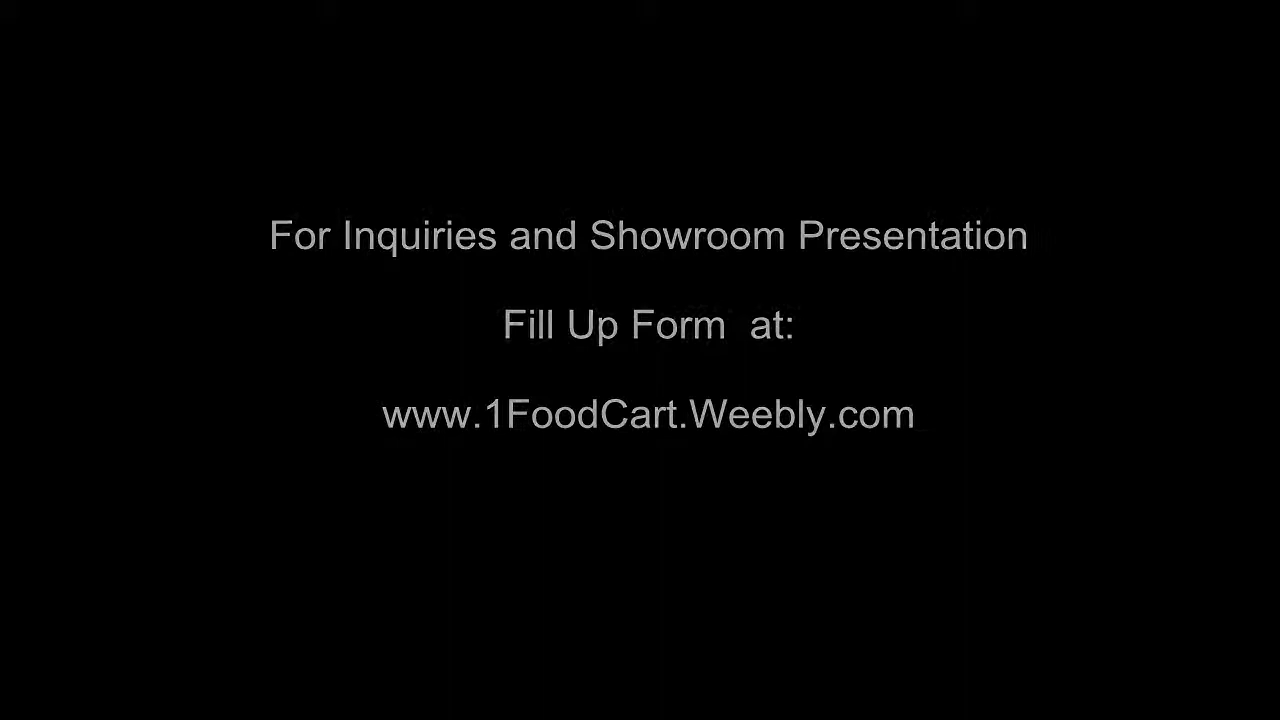 For Inquiries and Showroom Presentation
Fill Up Form  at:
www.1FoodCart.Weebly.com